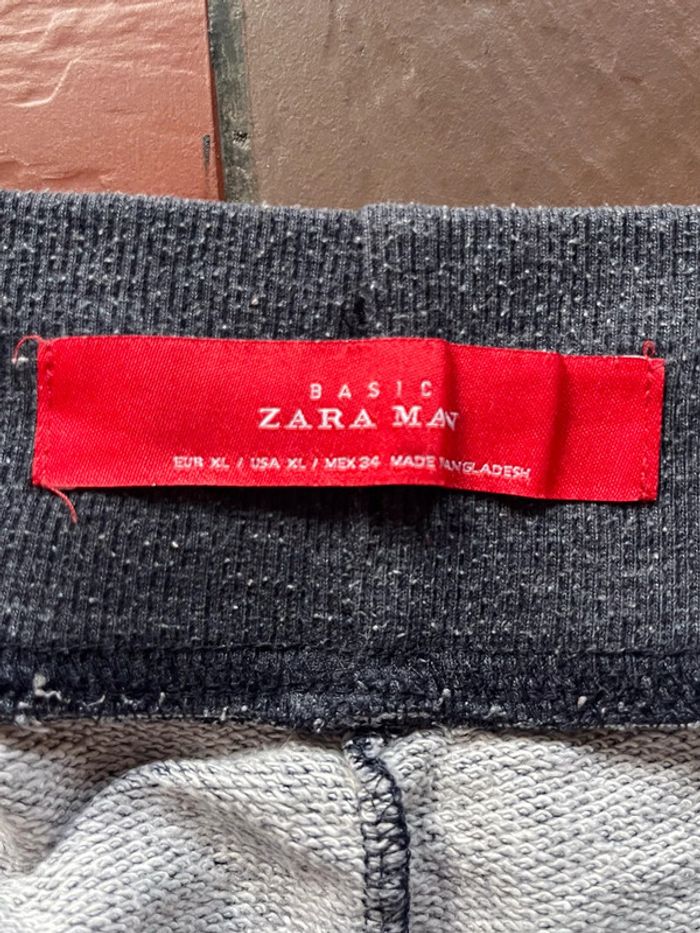 BASIC
ZARA MAN
EUR XL / USA XL / MEX 34 MADE BANGLADESH